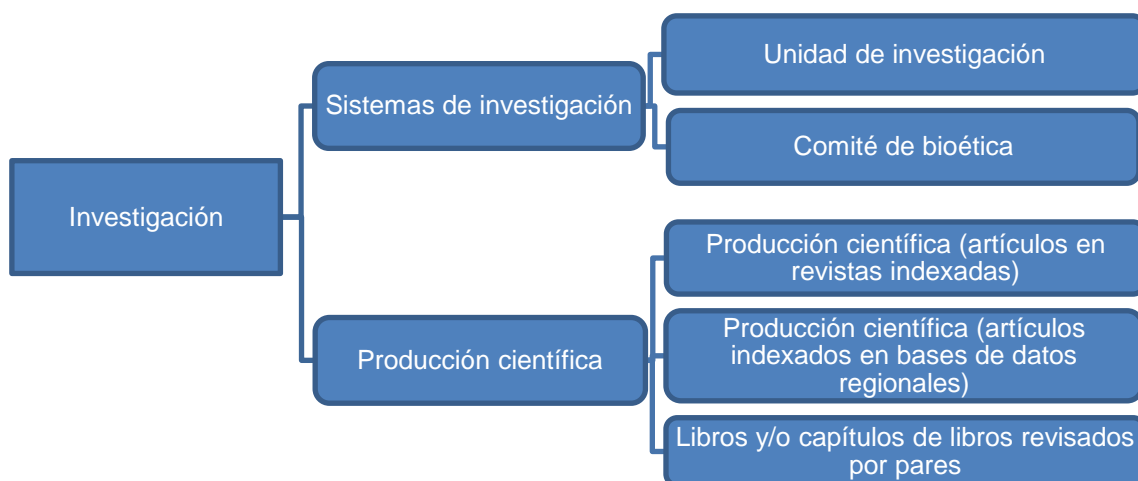 Investigación
Sistemas de investigación
Unidad de investigación
Comité de bioética
Producción científica
Producción científica (artículos en
revistas indexadas)
Producción científica (artículos
indexados en bases de datos
regionales)
Libros y/o capítulos de libros revisados
por pares